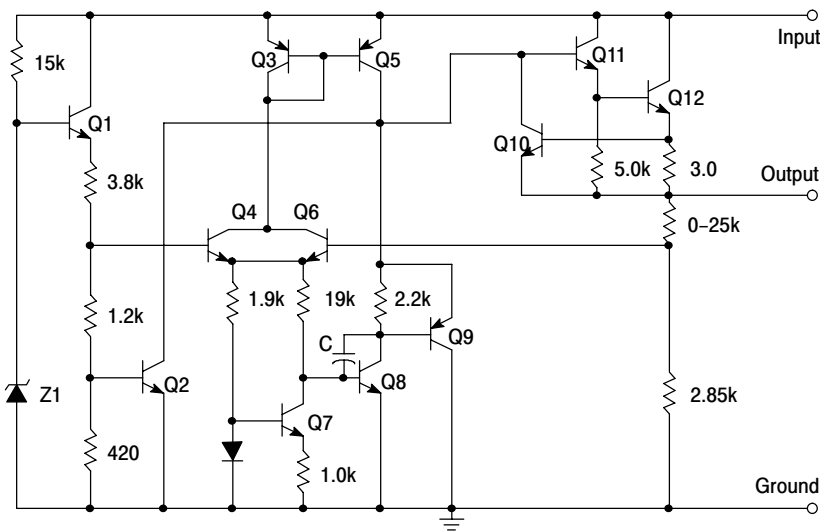 Input
15k
Q3
Q5
Q11
Q12
Q1
Q10
3.8k
5.0k
3.0
Output
Q4
Q6
0–25k
1.2k
1.9k
19k
2.2k
C
Q9
Z1
Q2
Q8
2.85k
Q7
420
1.0k
Ground